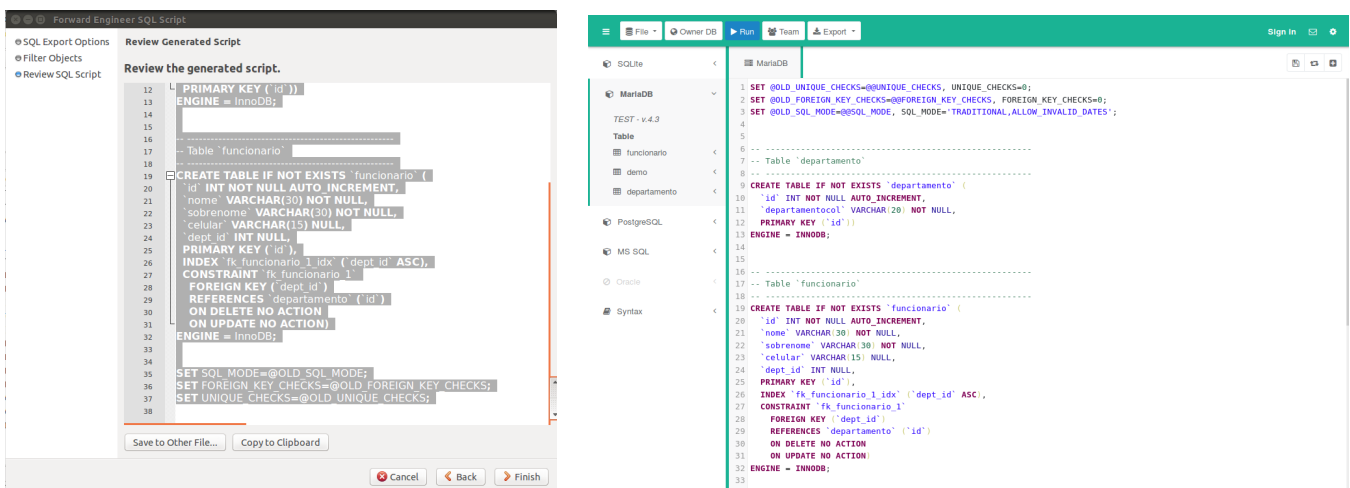 Forward Engineer SQL Script
SQL Export Options
Filter Objects
Review SQL Script
Review Generated Script
Review the generated script.
12 PRIMARY KEY (`id`))
13 ENGINE = InnoDB;
14
15
16 -- -----------------------------------------------------
17 -- Table `funcionario`
18 -- -----------------------------------------------------
19 CREATE TABLE IF NOT EXISTS `funcionario` (
20 `id` INT NOT NULL AUTO_INCREMENT,
21 `nome` VARCHAR(30) NOT NULL,
22 `sobrenome` VARCHAR(30) NOT NULL,
23 `celular` VARCHAR(15) NULL,
24 `dept_id` INT NULL,
25 PRIMARY KEY (`id`),
26 INDEX `fk_funcionario_1_idx` (`dept_id` ASC),
27 CONSTRAINT `fk_funcionario_1`
28 FOREIGN KEY (`dept_id`)
29 REFERENCES `departamento` (`id`)
30 ON DELETE NO ACTION
31 ON UPDATE NO ACTION)
32 ENGINE = InnoDB;
33
34
35 SET SQL_MODE=@OLD_SQL_MODE;
36 SET FOREIGN_KEY_CHECKS=@OLD_FOREIGN_KEY_CHECKS;
37 SET UNIQUE_CHECKS=@OLD_UNIQUE_CHECKS;
38
Save to Other File... Copy to Clipboard
Cancel Back Finish
File Owner DB Run Team Export Sign in
SQLite
MariaDB
TEST - v.4.3
Table
funcionario
demo
departamento
PostgreSQL
MS SQL
Oracle
Syntax
MariaDB
1 SET @OLD_UNIQUE_CHECKS=@@UNIQUE_CHECKS, UNIQUE_CHECKS=0;
2 SET @OLD_FOREIGN_KEY_CHECKS=@@FOREIGN_KEY_CHECKS, FOREIGN_KEY_CHECKS=0;
3 SET @OLD_SQL_MODE=@@SQL_MODE, SQL_MODE='TRADITIONAL,ALLOW_INVALID_DATES';
4
5
6 -- -----------------------------------------------------
7 -- Table `departamento`
8 -- -----------------------------------------------------
9 CREATE TABLE IF NOT EXISTS `departamento` (
10 `id` INT NOT NULL AUTO_INCREMENT,
11 `departamentocol` VARCHAR(20) NOT NULL,
12 PRIMARY KEY (`id`))
13 ENGINE = INNODB;
14
15
16 -- -----------------------------------------------------
17 -- Table `funcionario`
18 -- -----------------------------------------------------
19 CREATE TABLE IF NOT EXISTS `funcionario` (
20 `id` INT NOT NULL AUTO_INCREMENT,
21 `nome` VARCHAR(30) NOT NULL,
22 `sobrenome` VARCHAR(30) NOT NULL,
23 `celular` VARCHAR(15) NULL,
24 `dept_id` INT NULL,
25 PRIMARY KEY (`id`),
26 INDEX `fk_funcionario_1_idx` (`dept_id` ASC),
27 CONSTRAINT `fk_funcionario_1`
28 FOREIGN KEY (`dept_id`)
29 REFERENCES `departamento` (`id`)
30 ON DELETE NO ACTION
31 ON UPDATE NO ACTION)
32 ENGINE = INNODB;
33